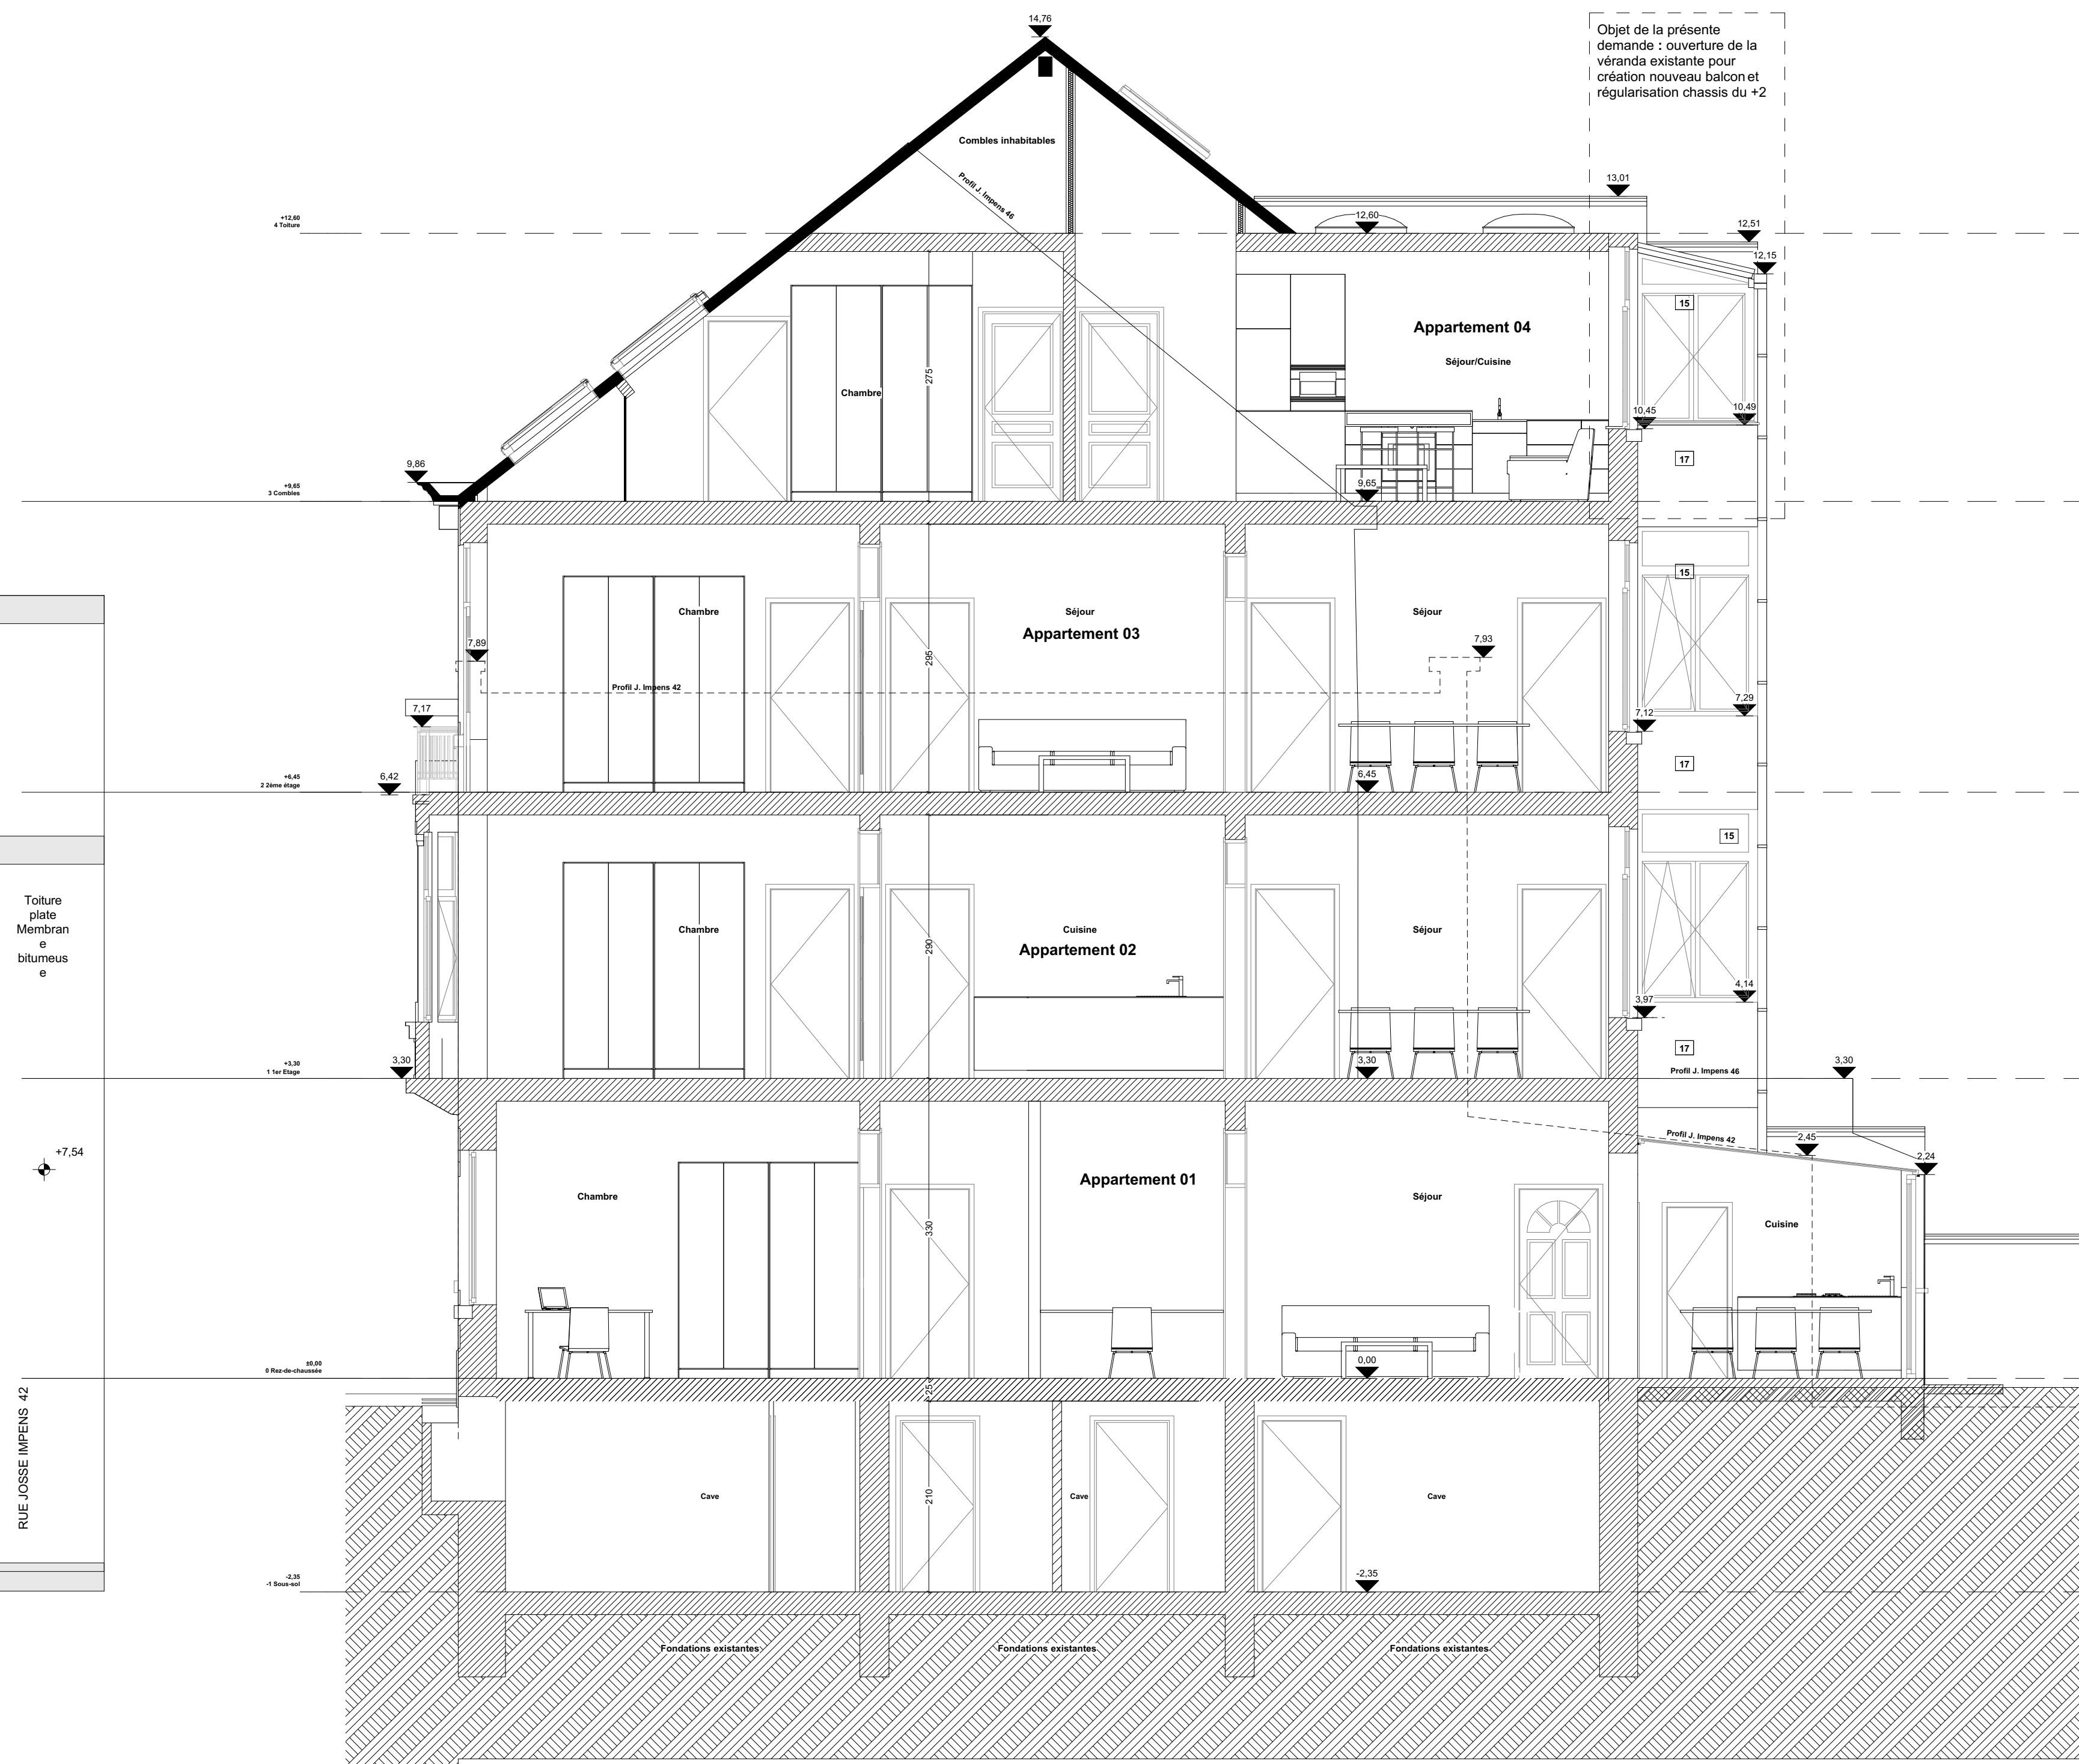 14,76
Objet de la présente
demande : ouverture de la
véranda existante pour
création nouveau balcon et
régularisation chassis du +2
Combles inhabitables
Profil J. Impens 46
13,01
+12,60
4 Toiture
12,60
12,51
12,15
15
Appartement 04
Séjour/Cuisine
275
Chambre
10,45
10,49
17
9,86
+9,65
3 Combles
9,65
15
Chambre
Séjour
Séjour
Appartement 03
7,89
7,93
295
Profil J. Impens 42
7,17
7,29
7,12
17
+6,45
2 2ème étage
6,42
6,45
15
Toiture
plate
Membran
e
bitumeus
e
Chambre
Cuisine
Séjour
290
Appartement 02
4,14
3,97
17
+3,30
1 1er Etage
3,30
3,30
Profil J. Impens 46
3,30
Profil J. Impens 42
2,45
2,24
+7,54
Appartement 01
Chambre
Séjour
330
Cuisine
±0,00
0 Rez-de-chaussée
0,00
25
RUE JOSSE IMPENS 42
210
Cave
Cave
Cave
-2,35
-1 Sous-sol
-2,35
Fondations existantes
Fondations existantes
Fondations existantes